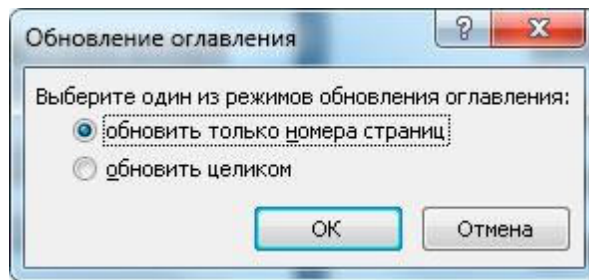 Обновление оглавления
Выберите один из режимов обновления оглавления:
обновить только номера страниц
обновить целиком
ОК
Отмена